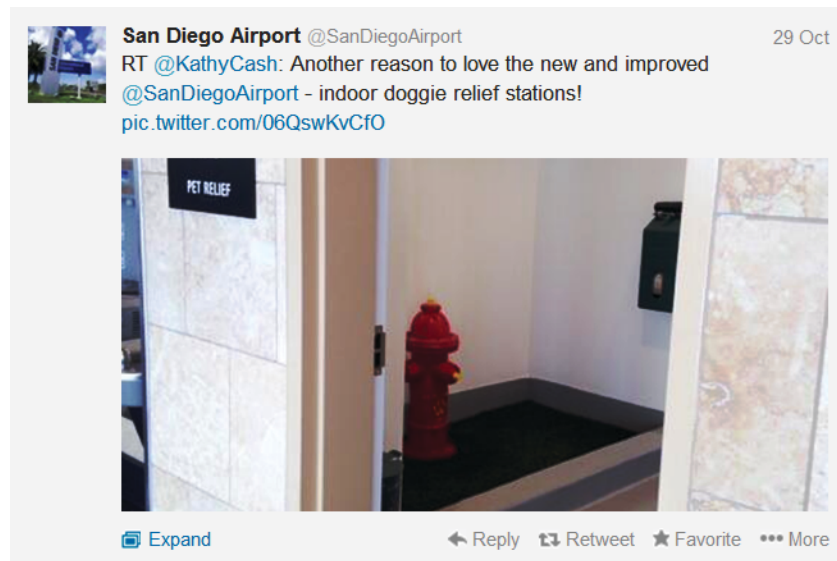 San Diego Airport @SanDiegoAirport 29 Oct
RT @KathyCash: Another reason to love the new and improved
@SanDiegoAirport - indoor doggie relief stations!
pic.twitter.com/06QswKvCfO
PET RELIEF
Expand Reply Retweet Favorite More